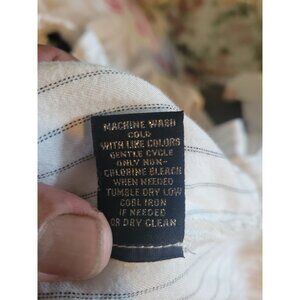 MACHINE WASH
COLD
WITH LIKE COLORS
GENTLE CYCLE
ONLY NON-
CHLORINE BLEACH
WHEN NEEDED
TUMBLE DRY LOW
COOL IRON
IF NEEDED
OR DRY CLEAN